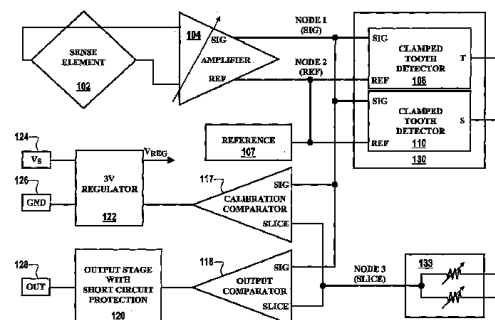 NODE 1
(SIG)
104
SIG
AMPLIFIER
REF
SENSE
ELEMENT
102
NODE 2
(REF)
SIG
CLAMPED
TOOTH
DETECTOR
108
T
REF
SIG
CLAMPED
TOOTH
DETECTOR
110
S
REF
130
REFERENCE
107
124
VS
VREG
126
GND
3V
REGULATOR
122
117
SIG
CALIBRATION
COMPARATOR
SLICE
118
SIG
OUTPUT
COMPARATOR
SLICE
NODE 3
(SLICE)
133
128
OUT
OUTPUT STAGE
WITH
SHORT CIRCUIT
PROTECTION
120